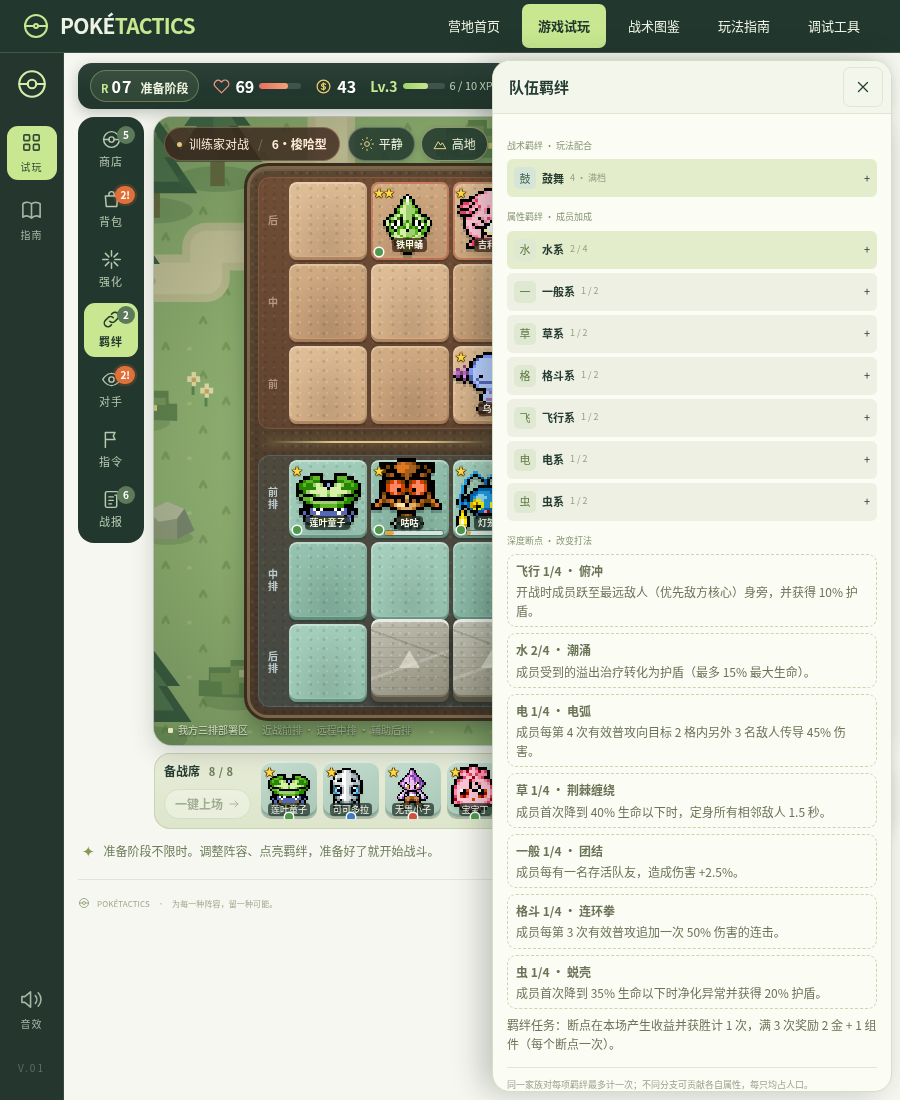 POKÉTACTICS
营地首页
游戏试玩
战术图鉴
玩法指南
调试工具
R 07 准备阶段
69
43
Lv.3
6 / 10 XP
试玩
指南
音效
V.01
商店
5
背包
2!
强化
羁绊
2
对手
2!
指令
战报
6
训练家对战 / 6·梭哈型
平静
高地
后
铁甲蛹
中
前
前排
莲叶童子
咕咕
中排
后排
我方三排部署区
近战前排 · 远程中排 · 辅助后排
备战席 8 / 8
一键上场 →
莲叶童子
可可多拉
宝宝丁
准备阶段不限时。调整阵容、点亮羁绊，准备好了就开始战斗。
POKÉTACTICS · 为每一种阵容，留一种可能。
队伍羁绊
战术羁绊 · 玩法配合
鼓 鼓舞 4 · 满档 +
属性羁绊 · 成员加成
水 水系 2 / 4 +
一 一般系 1 / 2 +
草 草系 1 / 2 +
格 格斗系 1 / 2 +
飞 飞行系 1 / 2 +
电 电系 1 / 2 +
虫 虫系 1 / 2 +
深度断点 · 改变打法
飞行 1/4 · 俯冲
开战时成员跃至最远敌人（优先敌方核心）身旁，并获得 10% 护
盾。
水 2/4 · 潮涌
成员受到的溢出治疗转化为护盾（最多 15% 最大生命）。
电 1/4 · 电弧
成员每第 4 次有效普攻向目标 2 格内另外 3 名敌人传导 45% 伤
害。
草 1/4 · 荆棘缠绕
成员首次降到 40% 生命以下时，定身所有相邻敌人 1.5 秒。
一般 1/4 · 团结
成员每有一名存活队友，造成伤害 +2.5%。
格斗 1/4 · 连环拳
成员每第 3 次有效普攻追加一次 50% 伤害的连击。
虫 1/4 · 蜕壳
成员首次降到 35% 生命以下时净化异常并获得 20% 护盾。
羁绊任务：断点在本场产生收益并获胜计 1 次，满 3 次奖励 2 金 + 1 组
件（每个断点一次）。
同一家族对每项羁绊最多计一次；不同分支可贡献各自属性，每只均占人口。